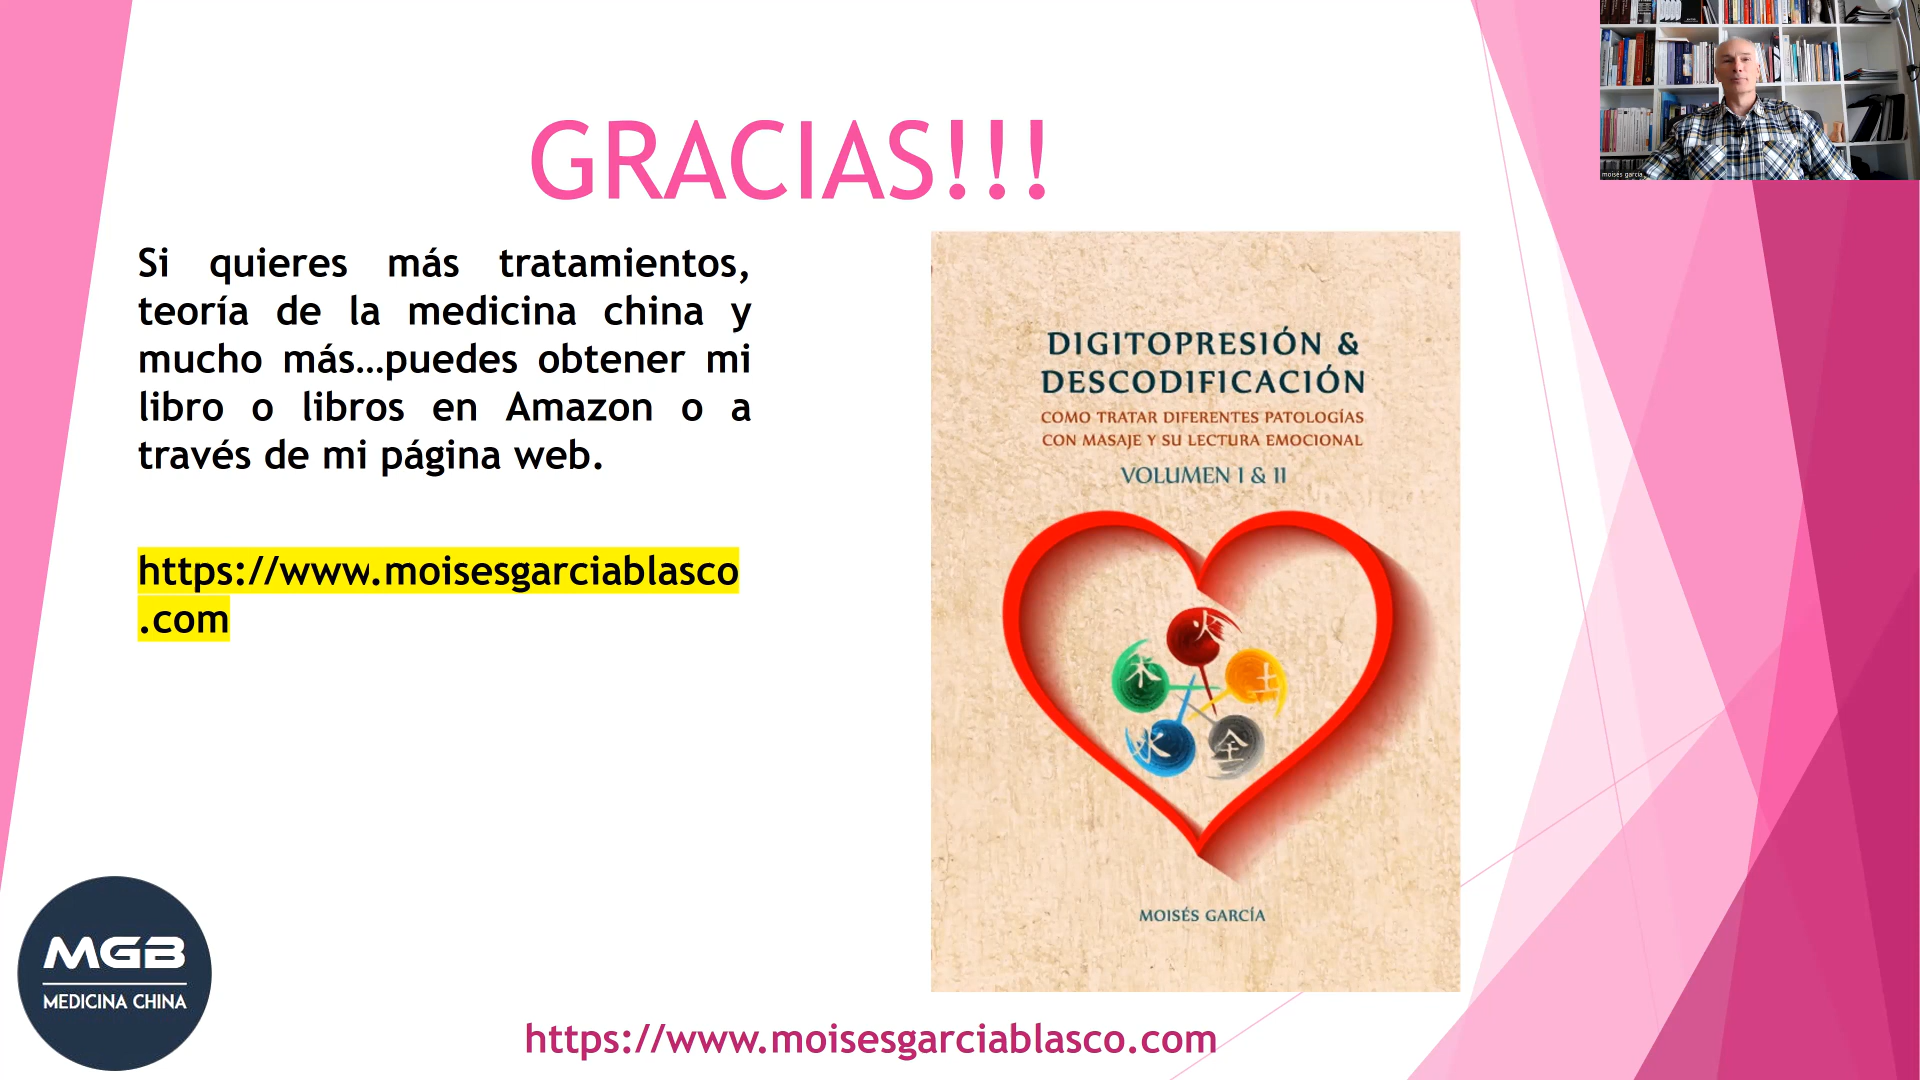 GRACIAS!!!
Si quieres más tratamientos,
teoría de la medicina china y
mucho más...puedes obtener mi
libro o libros en Amazon o a
través de mi página web.
https://www.moisesgarciablasco
.com
DIGITOPRESIÓN &
DESCODIFICACIÓN
COMO TRATAR DIFERENTES PATOLOGÍAS
CON MASAJE Y SU LECTURA EMOCIONAL
VOLUMEN I & II
火
木
土
水
金
MOISÉS GARCÍA
MGB
MEDICINA CHINA
https://www.moisesgarciablasco.com
moisés garcía